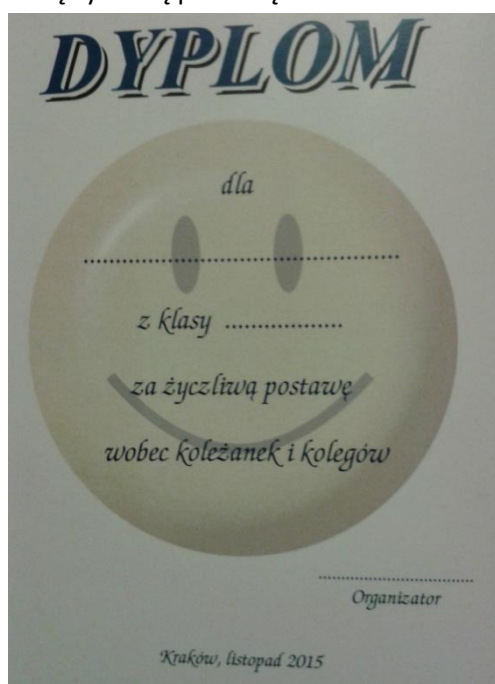 DYPLOM
dla
................................................
z klasy ..................
za życzliwą postawę
wobec koleżanek i kolegów
........................
Organizator
Kraków, listopad 2015